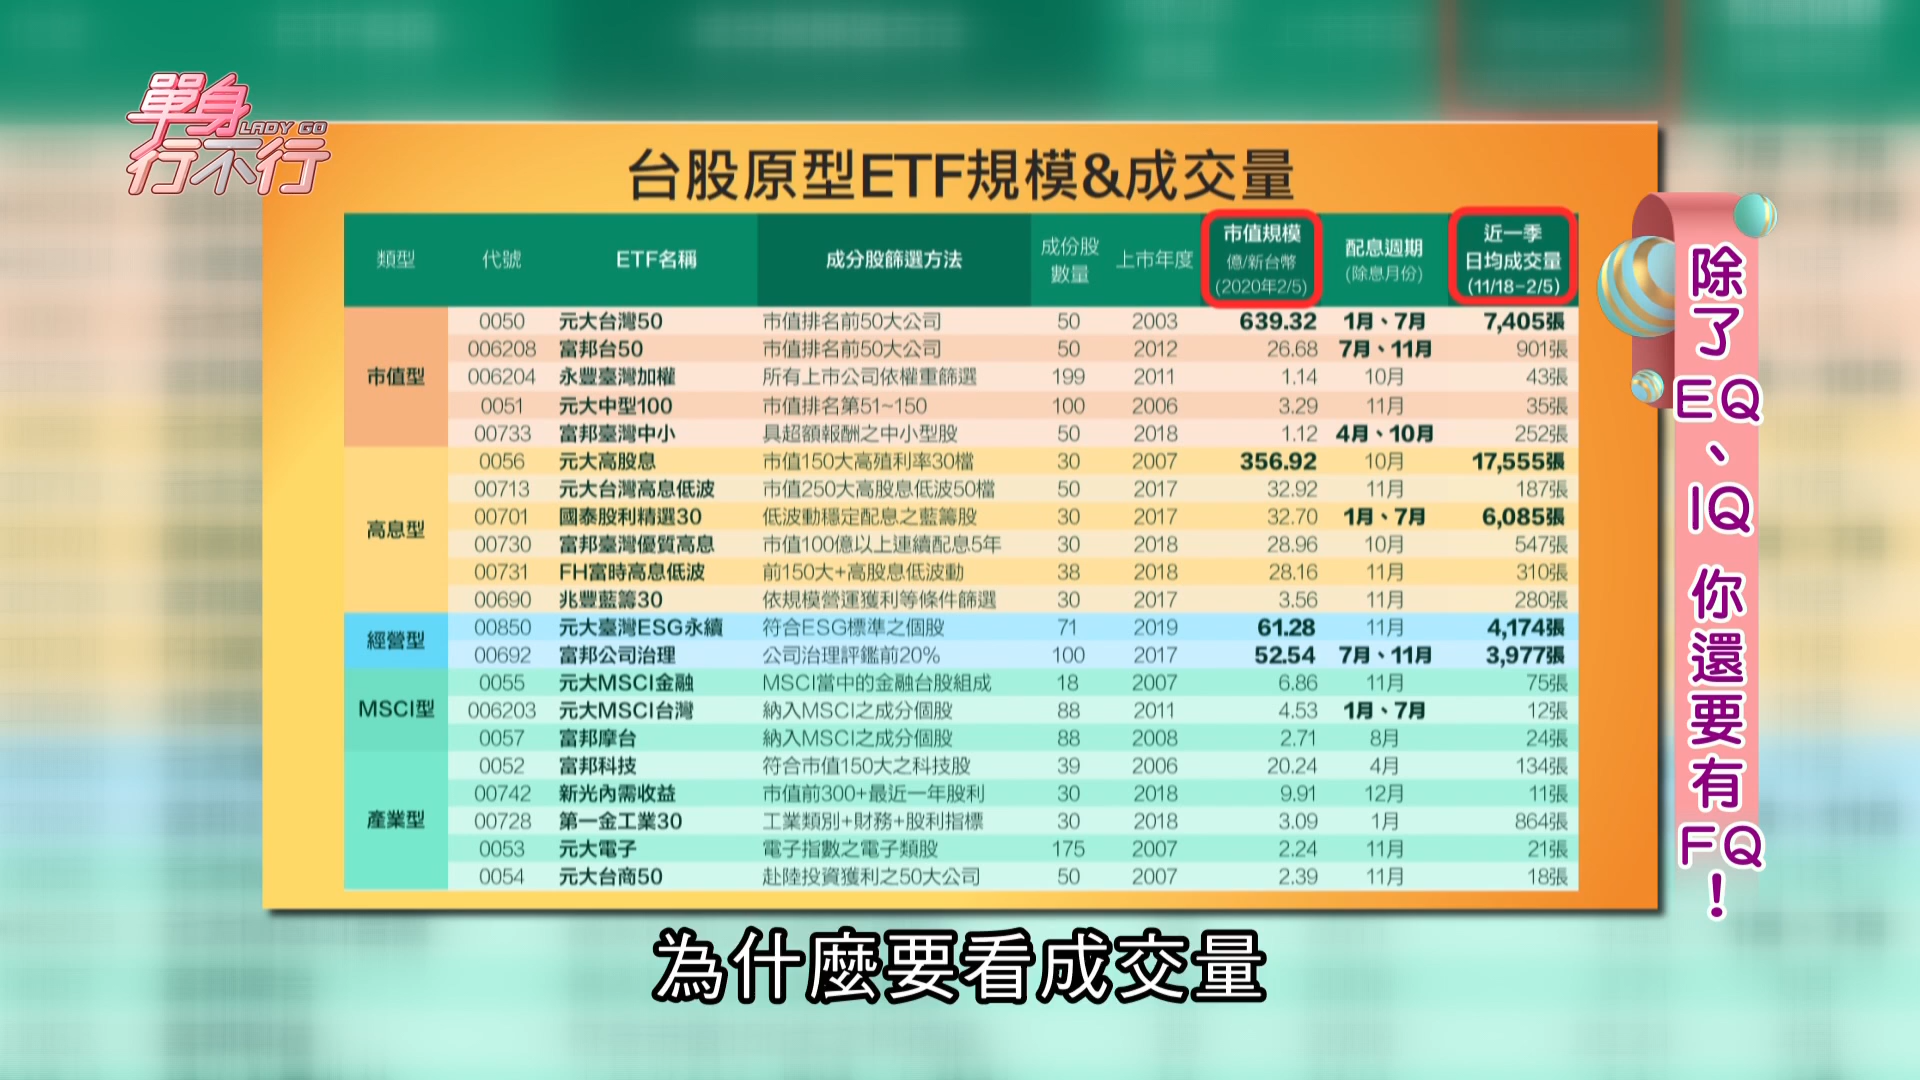 單身
LADY GO
行不行
台股原型ETF規模&成交量
類型 代號 ETF名稱 成分股篩選方法 成份股數量 上市年度 市值規模 億/新台幣 (2020年2/5) 配息週期 (除息月份) 近一季日均成交量 (11/18-2/5)
市值型
0050 元大台灣50 市值排名前50大公司 50 2003 639.32 1月、7月 7,405張
006208 富邦台50 市值排名前50大公司 50 2012 26.68 7月、11月 901張
006204 永豐臺灣加權 所有上市公司依權重篩選 199 2011 1.14 10月 43張
0051 元大中型100 市值排名第51~150 100 2006 3.29 11月 35張
00733 富邦臺灣中小 具超額報酬之中小型股 50 2018 1.12 4月、10月 252張
高息型
0056 元大高股息 市值150大高殖利率30檔 30 2007 356.92 10月 17,555張
00713 元大台灣高息低波 市值250大高股息低波50檔 50 2017 32.92 11月 187張
00701 國泰股利精選30 低波動穩定配息之藍籌股 30 2017 32.70 1月、7月 6,085張
00730 富邦臺灣優質高息 市值100億以上連續配息5年 30 2018 28.96 10月 547張
00731 FH富時高息低波 前150大+高股息低波動 38 2018 28.16 11月 310張
00690 兆豐藍籌30 依規模營運獲利等條件篩選 30 2017 3.56 11月 280張
經營型
00850 元大臺灣ESG永續 符合ESG標準之個股 71 2019 61.28 11月 4,174張
00692 富邦公司治理 公司治理評鑑前20% 100 2017 52.54 7月、11月 3,977張
MSCI型
0055 元大MSCI金融 MSCI當中的金融台股組成 18 2007 6.86 11月 75張
006203 元大MSCI台灣 納入MSCI之成分個股 88 2011 4.53 1月、7月 12張
0057 富邦摩台 納入MSCI之成分個股 88 2008 2.71 8月 24張
產業型
0052 富邦科技 符合市值150大之科技股 39 2006 20.24 4月 134張
00742 新光內需收益 市值前300+最近一年股利 30 2018 9.91 12月 11張
00728 第一金工業30 工業類別+財務+股利指標 30 2018 3.09 1月 864張
0053 元大電子 電子指數之電子類股 175 2007 2.24 11月 21張
0054 元大台商50 赴陸投資獲利之50大公司 50 2007 2.39 11月 18張
除了EQ、IQ 你還要有FQ！
為什麼要看成交量